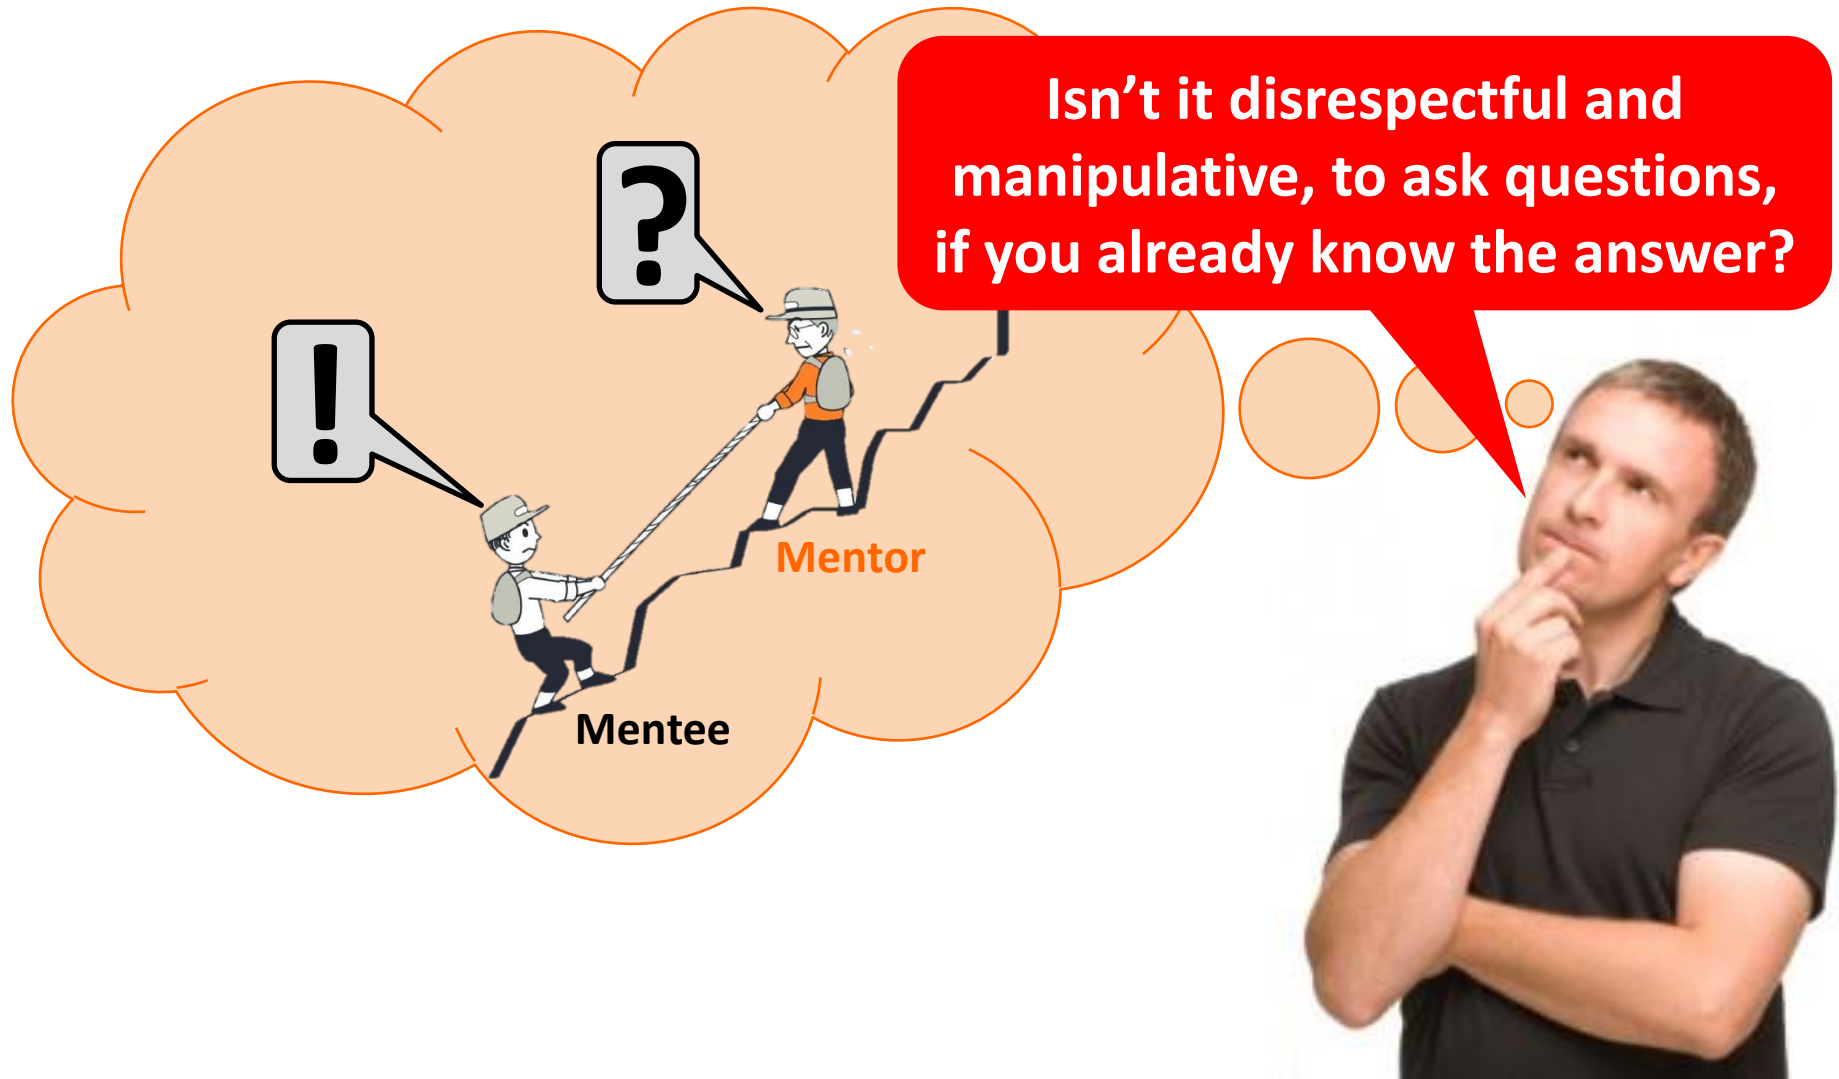 Isn’t it disrespectful and
manipulative, to ask questions,
if you already know the answer?
?
!
Mentor
Mentee